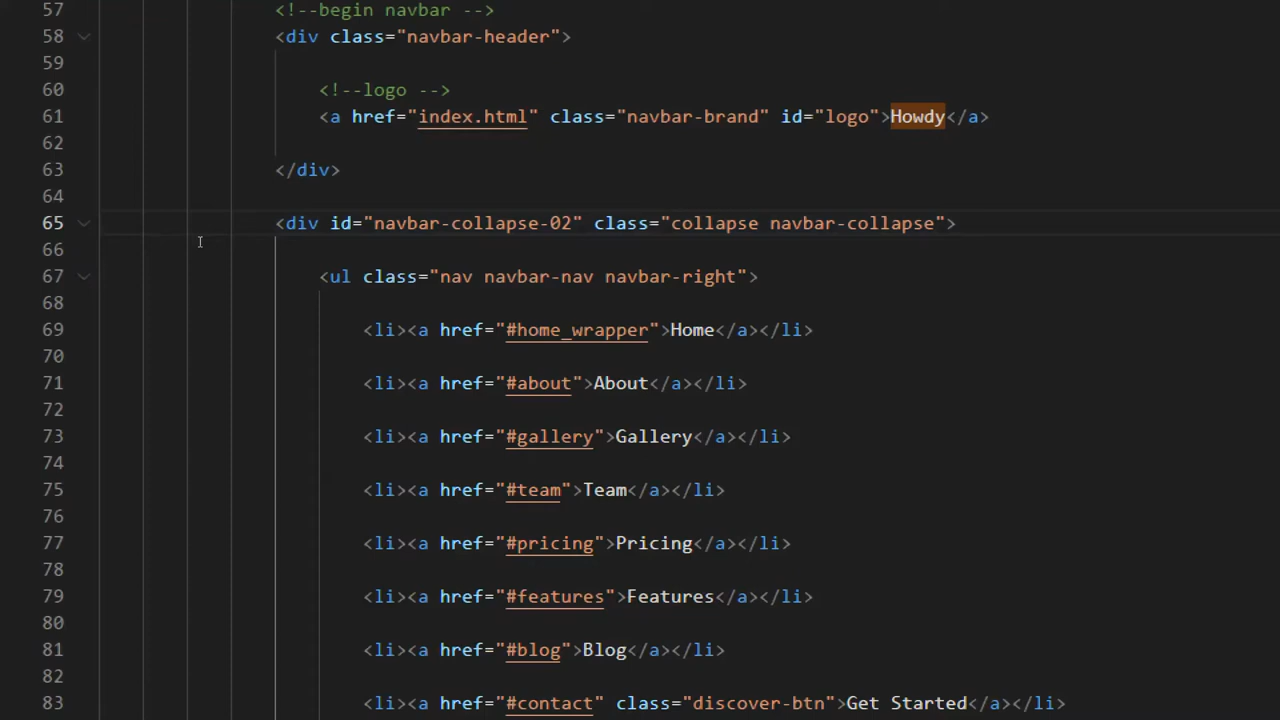 57 <!--begin navbar -->
58 <div class="navbar-header">
59
60 <!--logo -->
61 <a href="index.html" class="navbar-brand" id="logo">Howdy</a>
62
63 </div>
64
65 <div id="navbar-collapse-02" class="collapse navbar-collapse">
66
67 <ul class="nav navbar-nav navbar-right">
68
69 <li><a href="#home_wrapper">Home</a></li>
70
71 <li><a href="#about">About</a></li>
72
73 <li><a href="#gallery">Gallery</a></li>
74
75 <li><a href="#team">Team</a></li>
76
77 <li><a href="#pricing">Pricing</a></li>
78
79 <li><a href="#features">Features</a></li>
80
81 <li><a href="#blog">Blog</a></li>
82
83 <li><a href="#contact" class="discover-btn">Get Started</a></li>